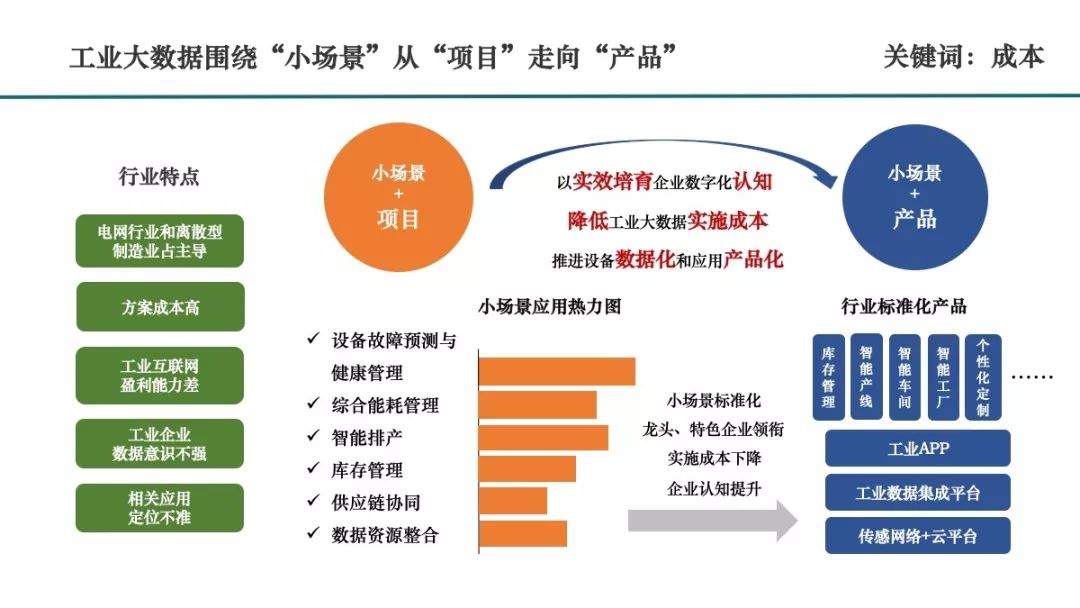 工业大数据围绕“小场景”从“项目”走向“产品”
关键词：成本
行业特点
电网行业和离散型
制造业占主导
方案成本高
工业互联网
盈利能力差
工业企业
数据意识不强
相关应用
定位不准
小场景
+
项目
以实效培育企业数字化认知
降低工业大数据实施成本
推进设备数据化和应用产品化
小场景
+
产品
小场景应用热力图
✓ 设备故障预测与
健康管理
✓ 综合能耗管理
✓ 智能排产
✓ 库存管理
✓ 供应链协同
✓ 数据资源整合
小场景标准化
龙头、特色企业领衔
实施成本下降
企业认知提升
行业标准化产品
库存管理
智能产线
智能车间
智能工厂
个性化定制
……
工业APP
工业数据集成平台
传感网络+云平台